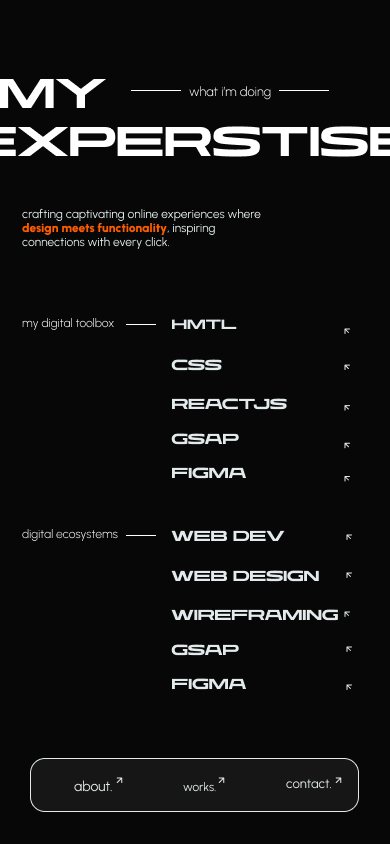 MY
what i'm doing
EXPERSTISE
crafting captivating online experiences where
design meets functionality, inspiring
connections with every click.
my digital toolbox
HMTL
CSS
REACTJS
GSAP
FIGMA
digital ecosystems
WEB DEV
WEB DESIGN
WIREFRAMING
GSAP
FIGMA
about.
works.
contact.